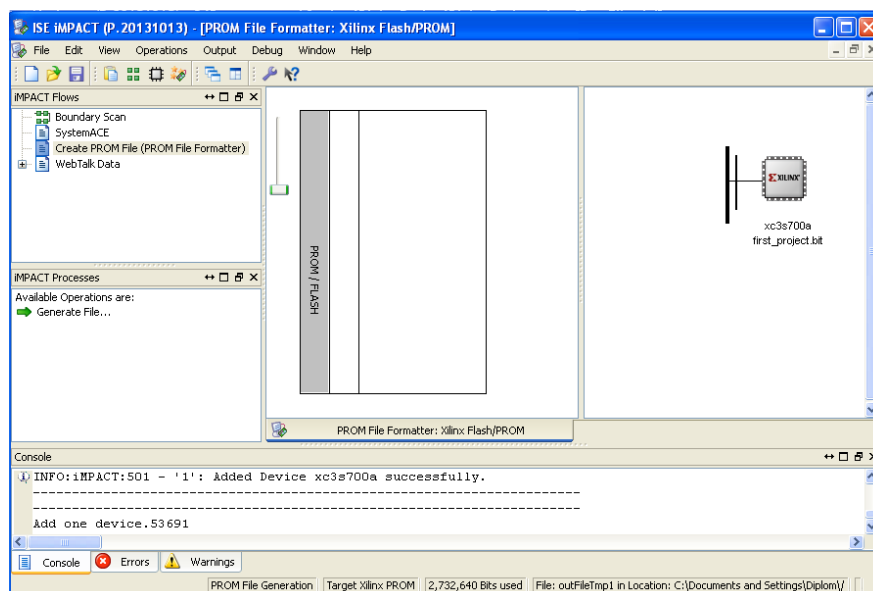 ISE iMPACT (P.20131013) - [PROM File Formatter: Xilinx Flash/PROM]
File Edit View Operations Output Debug Window Help
iMPACT Flows
Boundary Scan
SystemACE
Create PROM File (PROM File Formatter)
WebTalk Data
iMPACT Processes
Available Operations are:
Generate File...
PROM / FLASH
XILINX
xc3s700a
first_project.bit
PROM File Formatter: Xilinx Flash/PROM
Console
INFO:iMPACT:501 - '1': Added Device xc3s700a successfully.
----------------------------------------------------------------------
----------------------------------------------------------------------
Add one device.53691
Console Errors Warnings
PROM File Generation Target Xilinx PROM 2,732,640 Bits used File: outFileTmp1 in Location: C:\Documents and Settings\Diplom\/